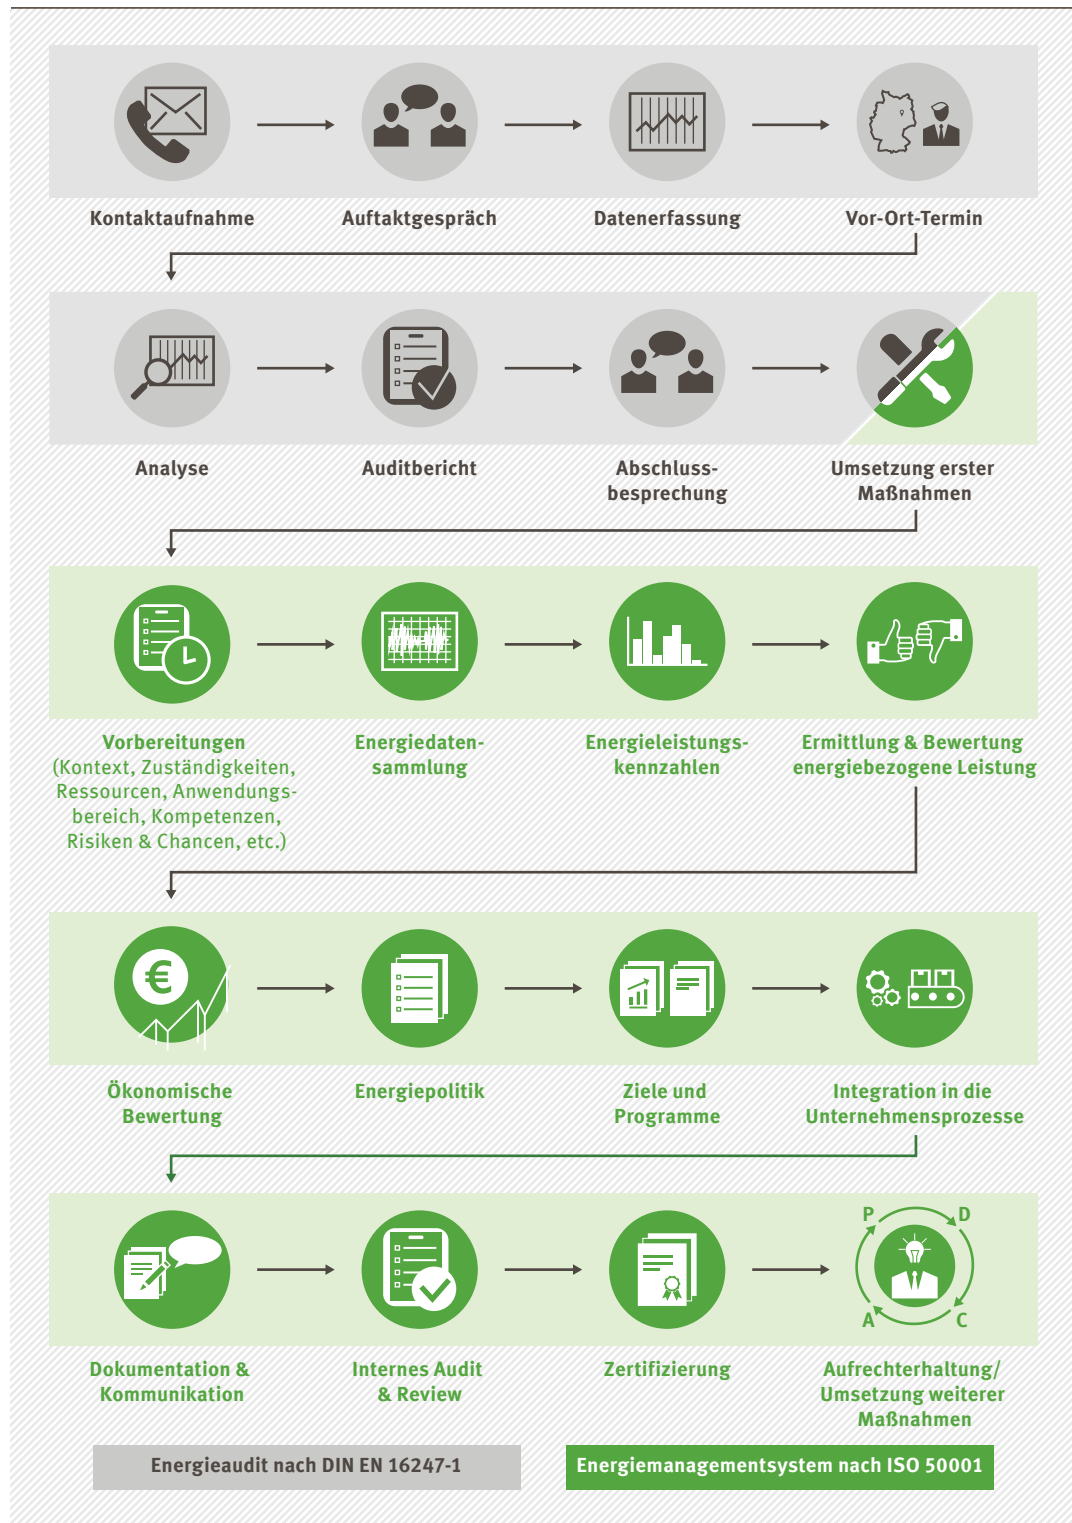 Kontaktaufnahme
Auftaktgespräch
Datenerfassung
Vor-Ort-Termin
Analyse
Auditbericht
Abschluss-
besprechung
Umsetzung erster
Maßnahmen
Vorbereitungen
(Kontext, Zuständigkeiten,
Ressourcen, Anwendungs-
bereich, Kompetenzen,
Risiken & Chancen, etc.)
Energiedaten-
sammlung
Energieleistungs-
kennzahlen
Ermittlung & Bewertung
energiebezogene Leistung
€
Ökonomische
Bewertung
Energiepolitik
Ziele und
Programme
Integration in die
Unternehmensprozesse
Dokumentation &
Kommunikation
Internes Audit
& Review
Zertifizierung
P
D
A
C
Aufrechterhaltung/
Umsetzung weiterer
Maßnahmen
Energieaudit nach DIN EN 16247-1
Energiemanagementsystem nach ISO 50001